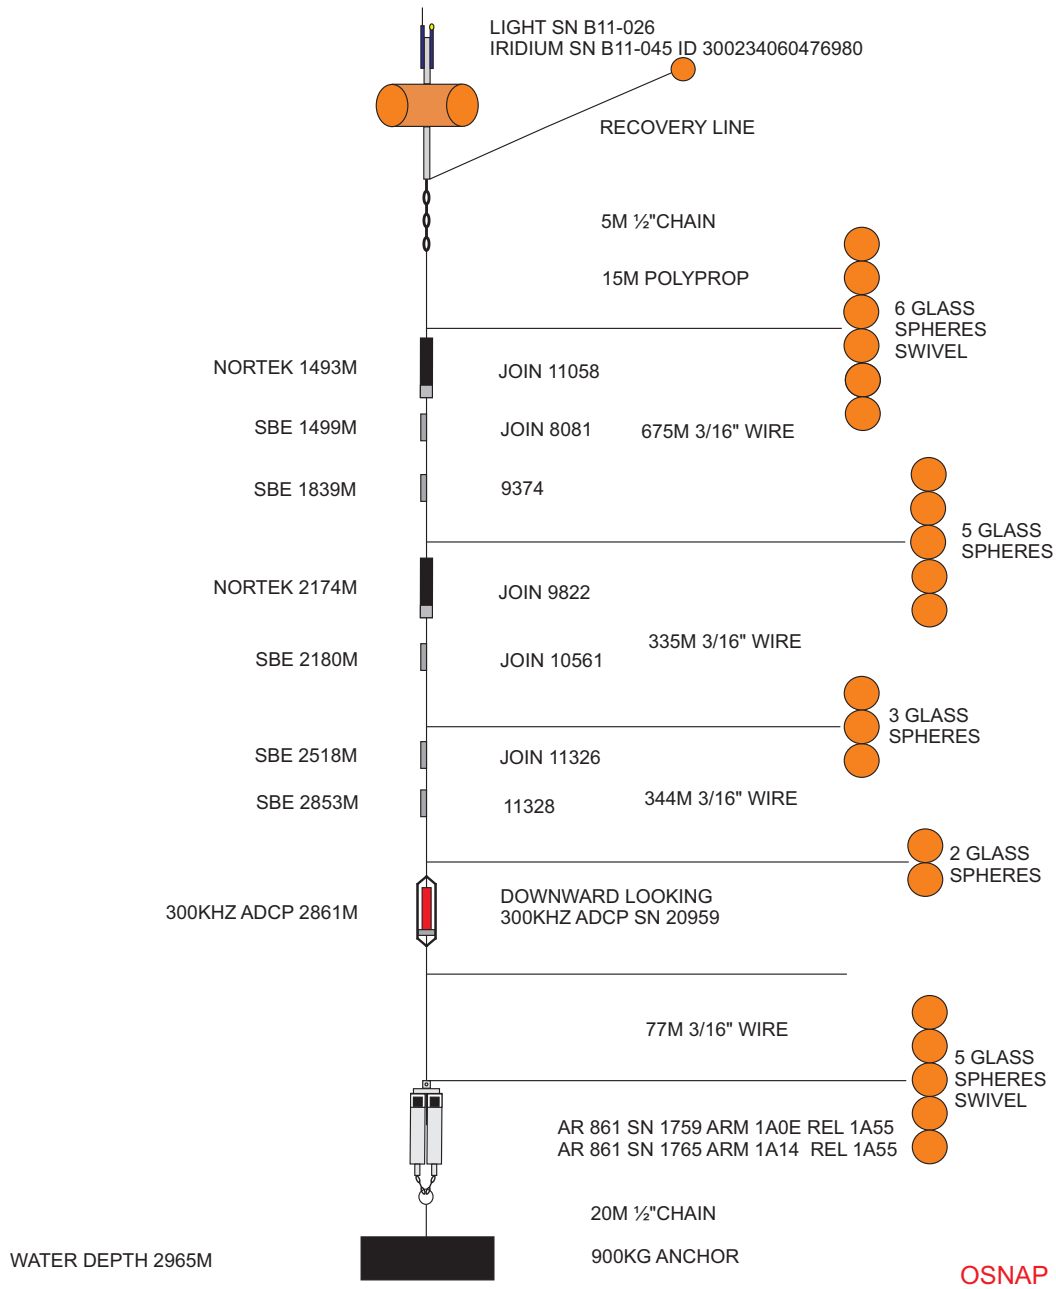 LIGHT SN B11-026
IRIDIUM SN B11-045 ID 300234060476980
RECOVERY LINE
5M ½"CHAIN
15M POLYPROP
6 GLASS
SPHERES
SWIVEL
NORTEK 1493M
JOIN 11058
SBE 1499M
JOIN 8081
675M 3/16" WIRE
SBE 1839M
9374
5 GLASS
SPHERES
NORTEK 2174M
JOIN 9822
335M 3/16" WIRE
SBE 2180M
JOIN 10561
3 GLASS
SPHERES
SBE 2518M
JOIN 11326
SBE 2853M
11328
344M 3/16" WIRE
2 GLASS
SPHERES
300KHZ ADCP 2861M
DOWNWARD LOOKING
300KHZ ADCP SN 20959
77M 3/16" WIRE
5 GLASS
SPHERES
SWIVEL
AR 861 SN 1759 ARM 1A0E REL 1A55
AR 861 SN 1765 ARM 1A14  REL 1A55
20M ½"CHAIN
WATER DEPTH 2965M
900KG ANCHOR
OSNAP